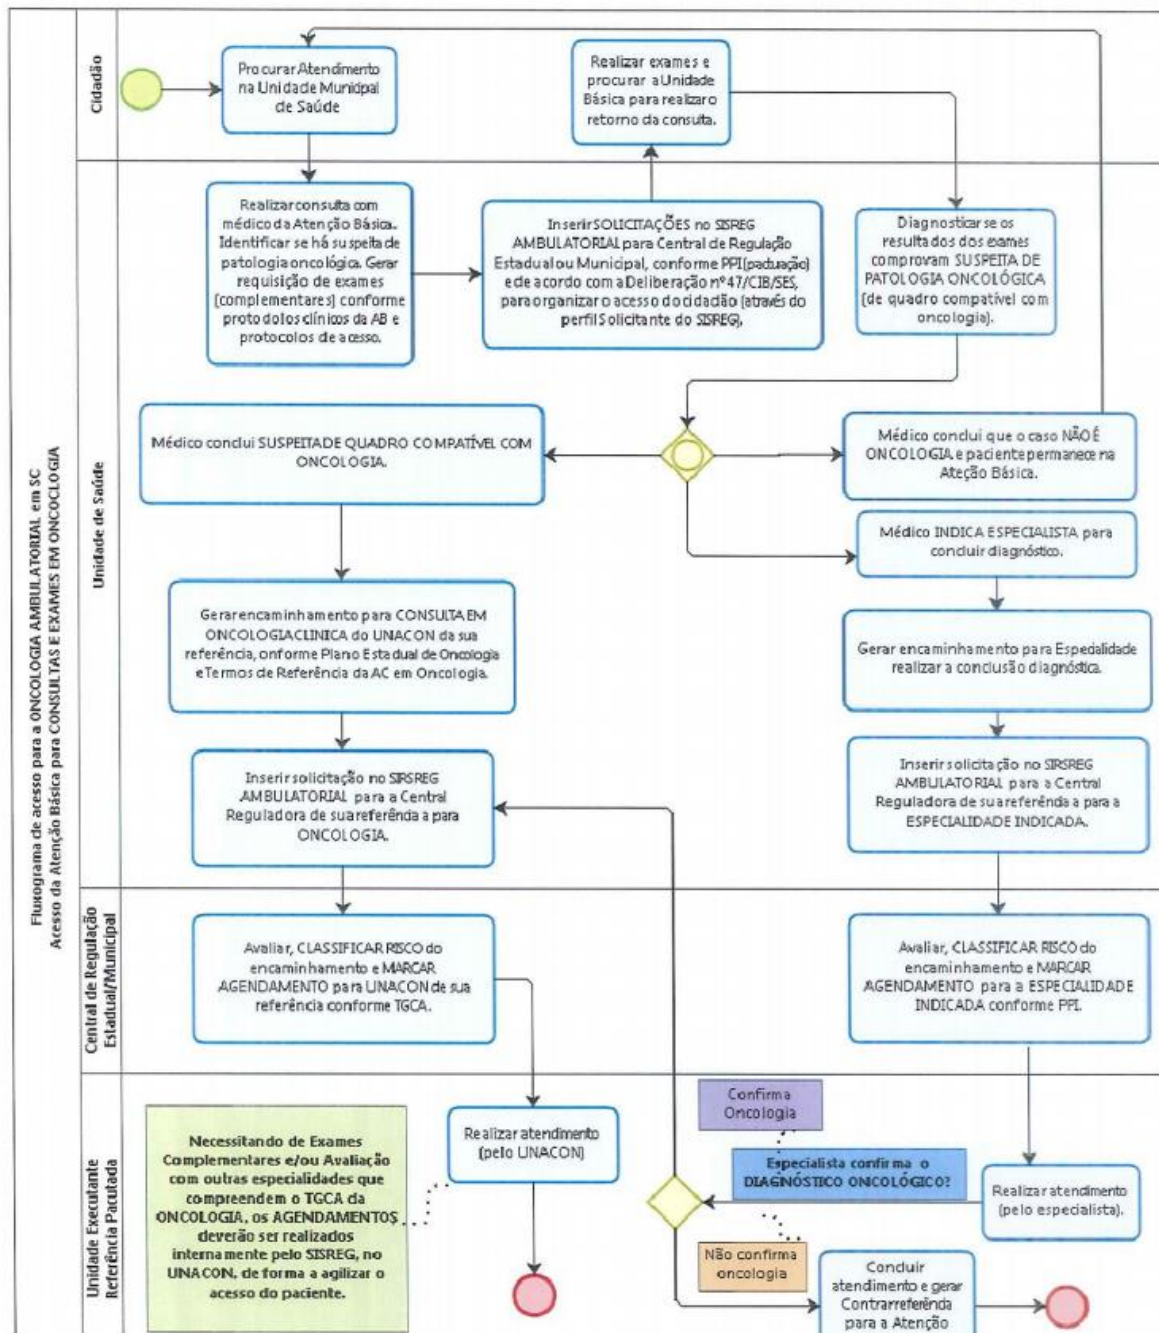 Fluxograma de acesso para a ONCOLOGIA AMBULATORIAL em SC
Acesso da Atenção Básica para CONSULTAS E EXAMES EM ONCOCLOGIA
Cidadão
Procurar Atendimento
na Unidade Municipal
de Saúde
Realizar exames e
procurar a Unidade
Básica para realizar o
retorno da consulta.
Unidade de Saúde
Realizar consulta com
médico da Atenção Básica.
Identificar se há suspeita de
patologia oncológica. Gerar
requisição de exames
(complementares) conforme
protodolos clínicos da AB e
protocolos de acesso.
Inserir SOLICITAÇÕES no SISREG
AMBULATORIAL para Central de Regulação
Estadual ou Municipal, conforme PPI (pactuação)
e de acordo com a Deliberação nº 47/CIB/SES,
para organizar o acesso do cidadão (através do
perfil Solicitante do SISREG).
Diagnosticar se os
resultados dos exames
comprovam SUSPEITA DE
PATOLOGIA ONCOLÓGICA
(de quadro compatível com
oncologia).
Médico conclui SUSPEITA DE QUADRO COMPATÍVEL COM
ONCOLOGIA.
Médico conclui que o caso NÃO É
ONCOLOGIA e paciente permanece na
Ateção Básica.
Médico INDICA ESPECIALISTA para
concluir diagnóstico.
Gerar encaminhamento para CONSULTA EM
ONCOLOGIA CLINICA do UNACON da sua
referência, onforme Plano Estadual de Oncologia
e Termos de Referência da AC em Oncologia.
Gerar encaminhamento para Especialidade
realizar a conclusão diagnóstica.
Inserir solicitação no SIRSREG
AMBULATORIAL para a Central
Reguladora de sua referência a para
ONCOLOGIA.
Inserir solicitação no SIRSREG
AMBULATORIAL para a Central
Reguladora de sua referência a para a
ESPECIALIDADE INDICADA.
Central de Regulação
Estadual/Municipal
Avaliar, CLASSIFICAR RISCO do
encaminhamento e MARCAR
AGENDAMENTO para UNACON de sua
referência conforme TGCA.
Avaliar, CLASSIFICAR RISCO do
encaminhamento e MARCAR
AGENDAMENTO para a ESPECIALIDADE
INDICADA conforme PPI.
Unidade Executante
Referência Pacutada
Necessitando de Exames
Complementares e/ou Avaliação
com outras especialidades que
compreendem o TGCA da
ONCOLOGIA, os AGENDAMENTOS
deverão ser realizados
internamente pelo SISREG, no
UNACON, de forma a agilizar o
acesso do paciente.
Realizar atendimento
(pelo UNACON)
Confirma
Oncologia
Especialista confirma o
DIAGNÓSTICO ONCOLÓGICO?
Realizar atendimento
(pelo especialista).
Não confirma
oncologia
Concluir
atendimento e gerar
Contrarreferência
para a Atenção